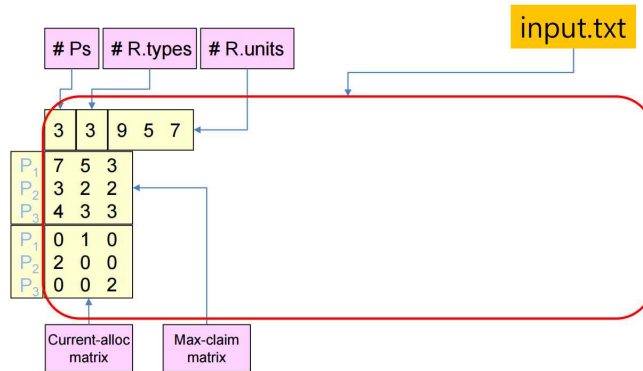 input.txt
# Ps
# R.types
# R.units
3 3 9 5 7
P1 7 5 3
P2 3 2 2
P3 4 3 3
P1 0 1 0
P2 2 0 0
P3 0 0 2
Current-alloc
matrix
Max-claim
matrix